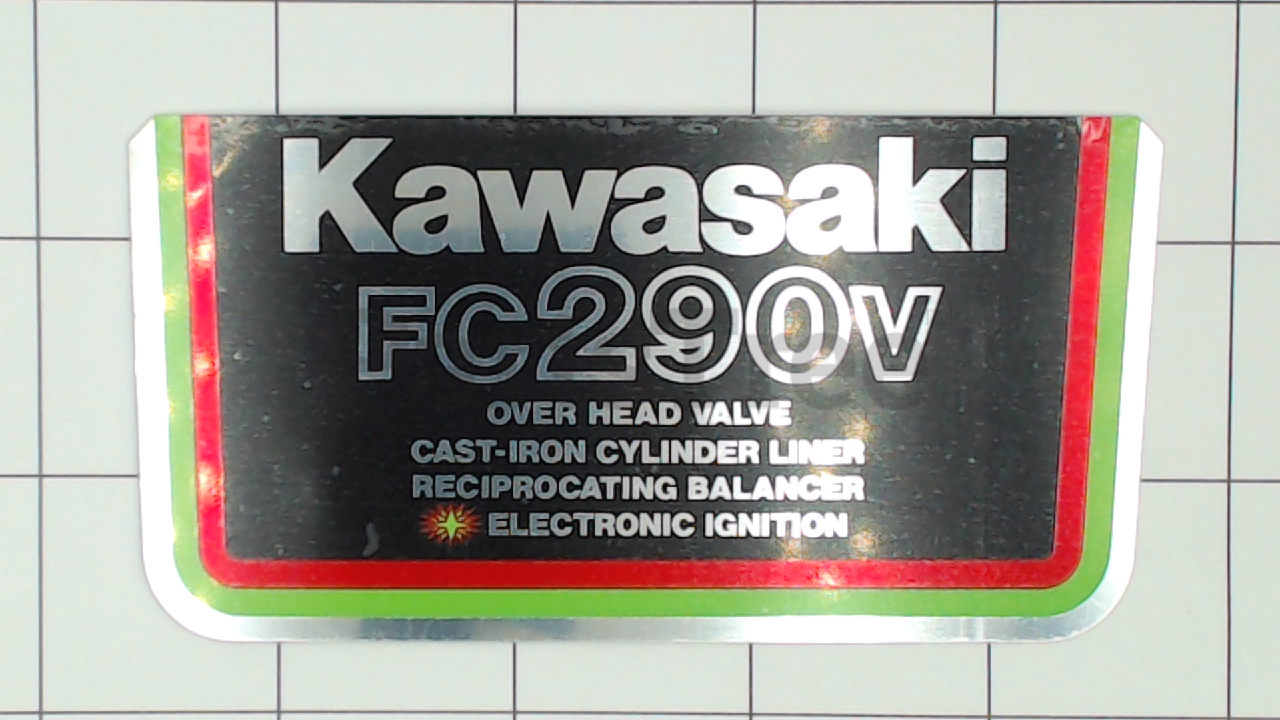 Kawasaki
FC290V
OVER HEAD VALVE
CAST-IRON CYLINDER LINER
RECIPROCATING BALANCER
ELECTRONIC IGNITION